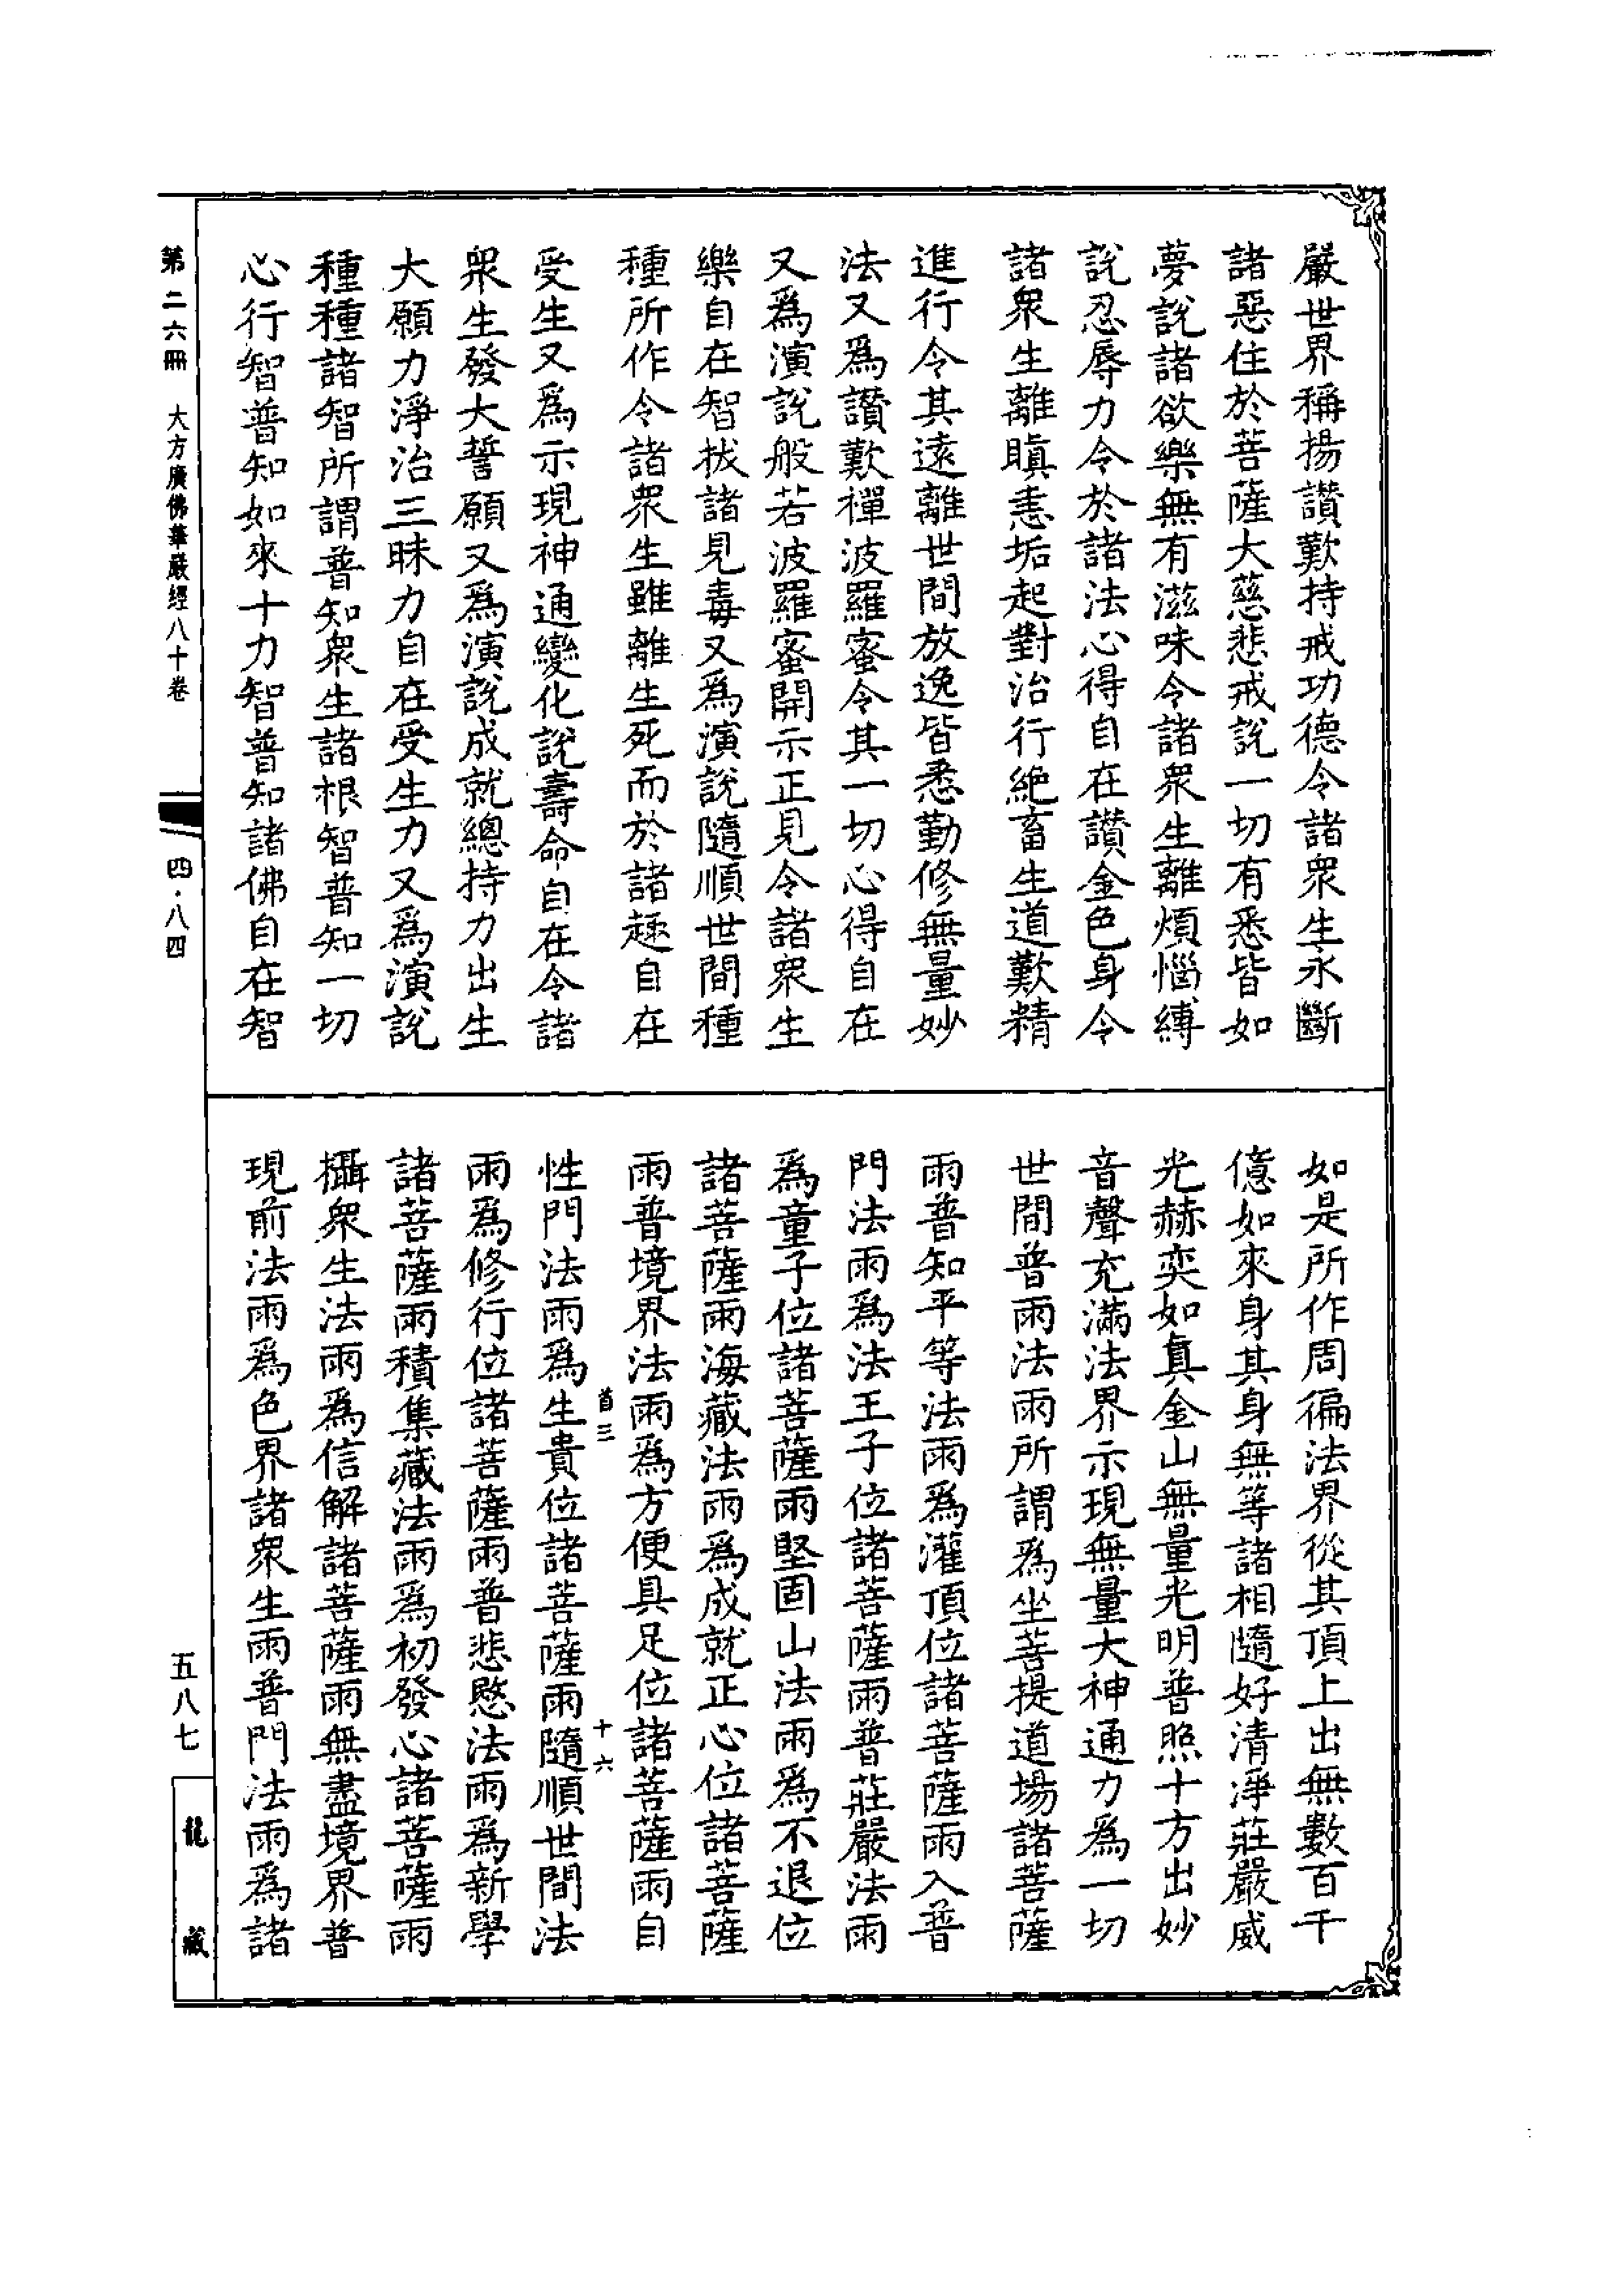 嚴世界稱揚讚歎持戒功德令諸衆生永斷
諸惡住於菩薩大慈悲戒說一切有悉皆如
夢說諸欲樂無有滋味令諸衆生離煩惱縛
說忍辱力令於諸法心得自在讚金色身令
諸衆生離瞋恚垢起對治行絶畜生道歎精
進行令其遠離世間放逸皆悉勤修無量妙
法又爲讚歎禪波羅蜜令其一切心得自在
又爲演說般若波羅蜜開示正見令諸衆生
樂自在智拔諸見毒又爲演說隨順世間種
種所作令諸衆生雖離生死而於諸趣自在
受生又爲示現神通變化說壽命自在令諸
衆生發大誓願又爲演說成就總持力出生
大願力淨治三昧力自在受生力又爲演說
種種諸智所謂普知衆生諸根智普知一切
心行智普知如來十力智普知諸佛自在智
如是所作周徧法界從其頂上出無數百千
億如來身其身無等諸相隨好清淨莊嚴威
光赫奕如真金山無量光明普照十方出妙
音聲充滿法界示現無量大神通力爲一切
世間普雨法雨所謂爲坐菩提道場諸菩薩
雨普知平等法雨爲灌頂位諸菩薩雨入普
門法雨爲法王子位諸菩薩雨普莊嚴法雨
爲童子位諸菩薩雨堅固山法雨爲不退位
諸菩薩雨海藏法雨爲成就正心位諸菩薩
雨普境界法雨爲方便具足位諸菩薩雨自
首三 十六
性門法雨爲生貴位諸菩薩雨隨順世間法
雨爲修行位諸菩薩雨普悲愍法雨爲新學
諸菩薩雨積集藏法雨爲初發心諸菩薩雨
攝衆生法雨爲信解諸菩薩雨無盡境界普
現前法雨爲色界諸衆生雨普門法雨爲諸
第二六冊 大方廣佛華嚴經八十卷 四·八四 五八七 龍藏